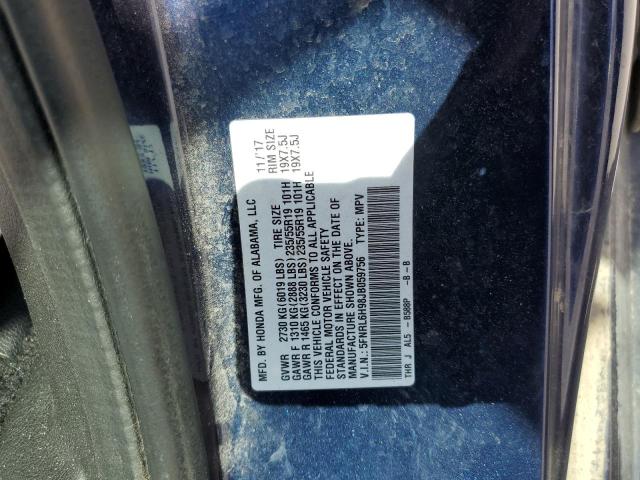 MFD. BY HONDA MFG. OF ALABAMA, LLC 11/'17
GVWR 2730 KG(6019 LBS) TIRE SIZE RIM SIZE
GAWR F 1310 KG(2888 LBS) 235/55R19 101H 19X7.5J
GAWR R 1465 KG(3230 LBS) 235/55R19 101H 19X7.5J
THIS VEHICLE CONFORMS TO ALL APPLICABLE
FEDERAL MOTOR VEHICLE SAFETY
STANDARDS IN EFFECT ON THE DATE OF
MANUFACTURE SHOWN ABOVE.
V.I.N.: 5FNRL6H98JB059756 TYPE: MPV
THR J AL5 - B588P -B-B